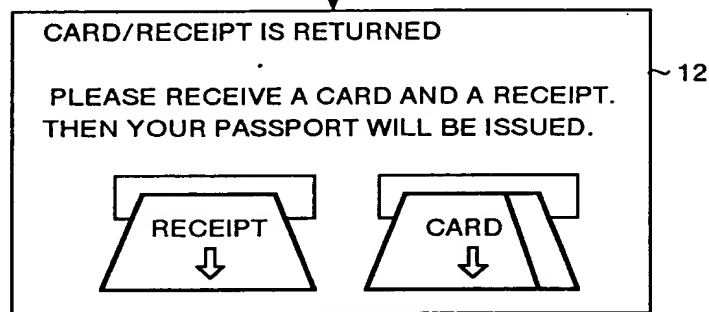 CARD/RECEIPT IS RETURNED
12
PLEASE RECEIVE A CARD AND A RECEIPT.
THEN YOUR PASSPORT WILL BE ISSUED.
RECEIPT
CARD